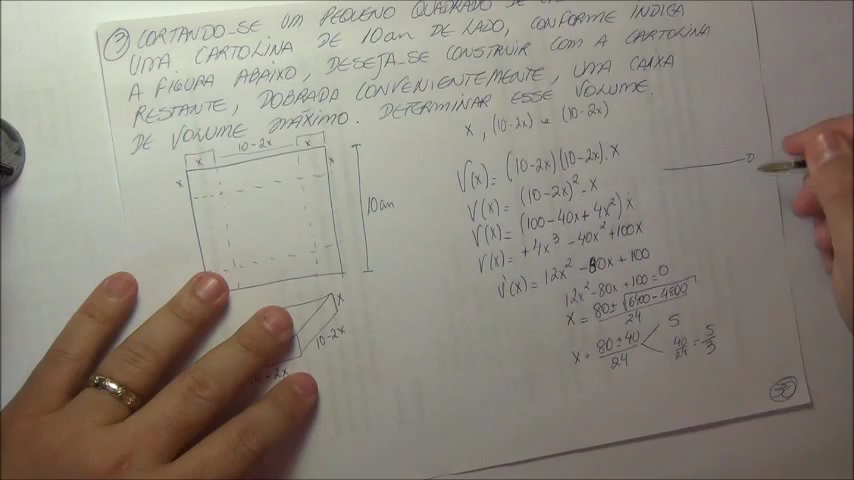 ③ CORTANDO-SE UM PEQUENO QUADRADO DE
UMA CARTOLINA DE 10cm DE LADO, CONFORME INDICA
A FIGURA ABAIXO, DESEJA-SE CONSTRUIR COM A CARTOLINA
RESTANTE, DOBRADA CONVENIENTEMENTE, UMA CAIXA
DE VOLUME MÁXIMO. DETERMINAR ESSE VOLUME.
x, (10-2x) e (10-2x)
x 10-2x x
x x
10cm
x
10-2x
10-2x
V(x) = (10-2x)(10-2x).x
V(x) = (10-2x)².x
V(x) = (100-40x+4x²)x
V(x) = +4x³ -40x² +100x
V'(x) = 12x² -80x +100
12x² -80x +100 = 0
x = 80 ± √6400-4800 / 24
x = 80 ± 40 / 24
5
40/24 = 5/3
0